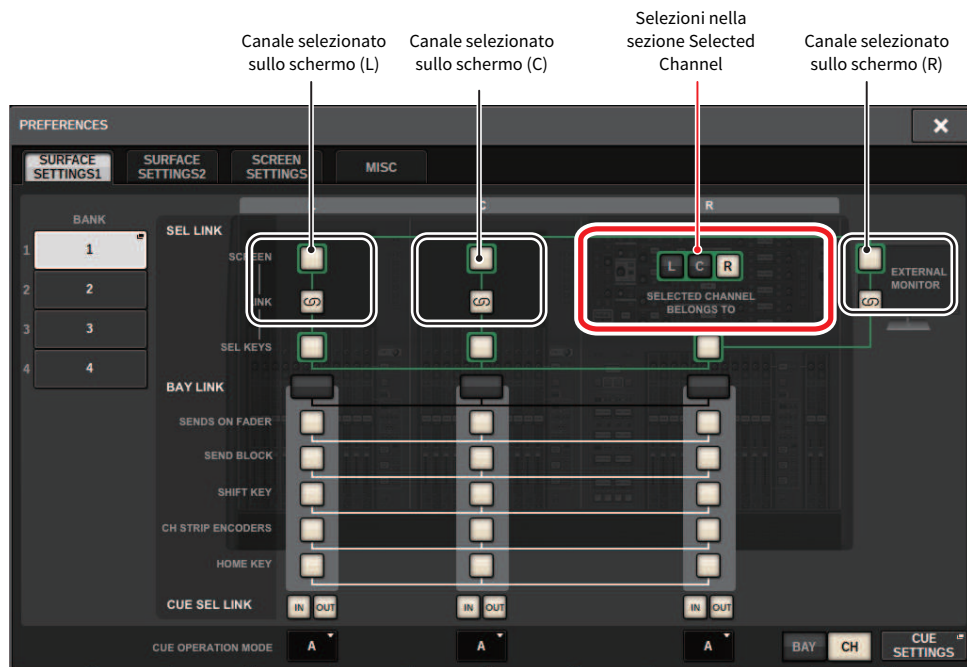 Selezioni nella
sezione Selected
Channel
Canale selezionato
sullo schermo (L)
Canale selezionato
sullo schermo (C)
Canale selezionato
sullo schermo (R)
PREFERENCES
SURFACE
SETTINGS1
SURFACE
SETTINGS2
SCREEN
SETTINGS
MISC
C
R
BANK
1 1
2 2
3 3
4 4
SEL LINK
SCREEN
L C R
EXTERNAL
MONITOR
LINK
SELECTED CHANNEL
BELONGS TO
SEL KEYS
BAY LINK
SENDS ON FADER
SEND BLOCK
SHIFT KEY
CH STRIP ENCODERS
HOME KEY
CUE SEL LINK IN OUT IN OUT IN OUT
CUE OPERATION MODE A A A BAY CH
CUE
SETTINGS